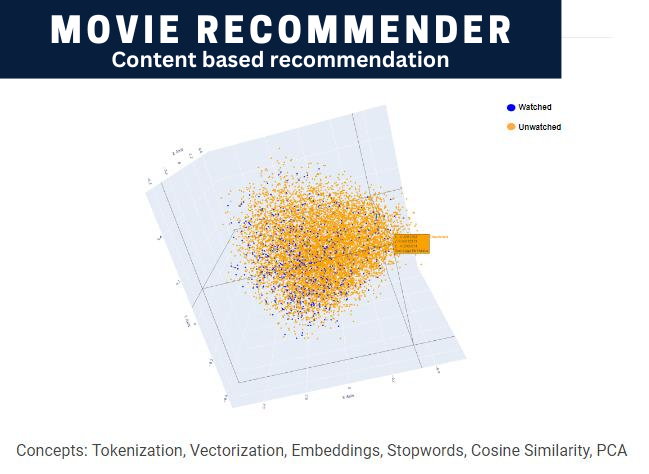 MOVIE RECOMMENDER
Content based recommendation
Watched
Unwatched
Concepts: Tokenization, Vectorization, Embeddings, Stopwords, Cosine Similarity, PCA